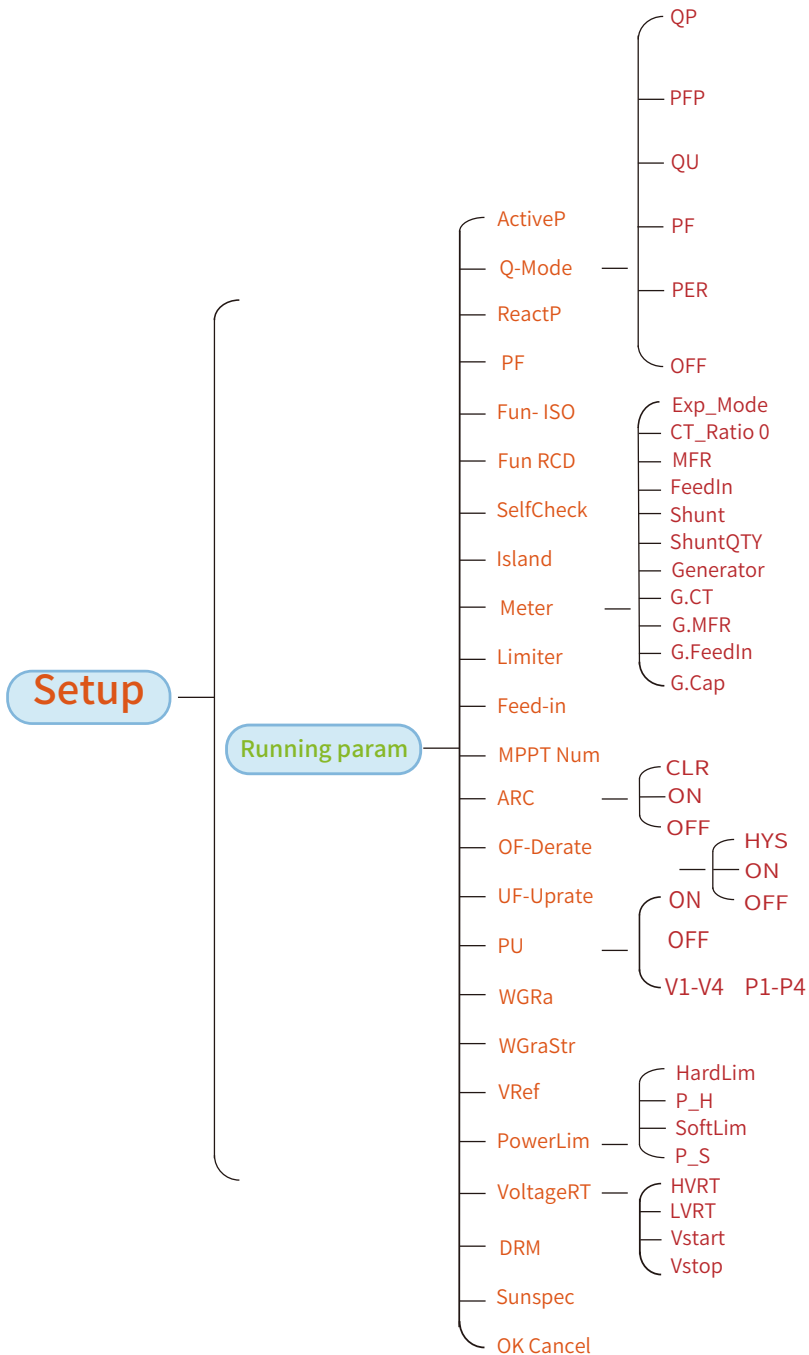 Setup
Running param
ActiveP
Q-Mode
QP
PFP
QU
PF
PER
OFF
ReactP
PF
Fun- ISO
Fun RCD
SelfCheck
Island
Meter
Exp_Mode
CT_Ratio 0
MFR
FeedIn
Shunt
ShuntQTY
Generator
G.CT
G.MFR
G.FeedIn
G.Cap
Limiter
Feed-in
MPPT Num
ARC
CLR
ON
OFF
OF-Derate
HYS
ON
OFF
UF-Uprate
PU
ON
OFF
V1-V4 P1-P4
WGRa
WGraStr
VRef
PowerLim
HardLim
P_H
SoftLim
P_S
VoltageRT
HVRT
LVRT
Vstart
Vstop
DRM
Sunspec
OK Cancel